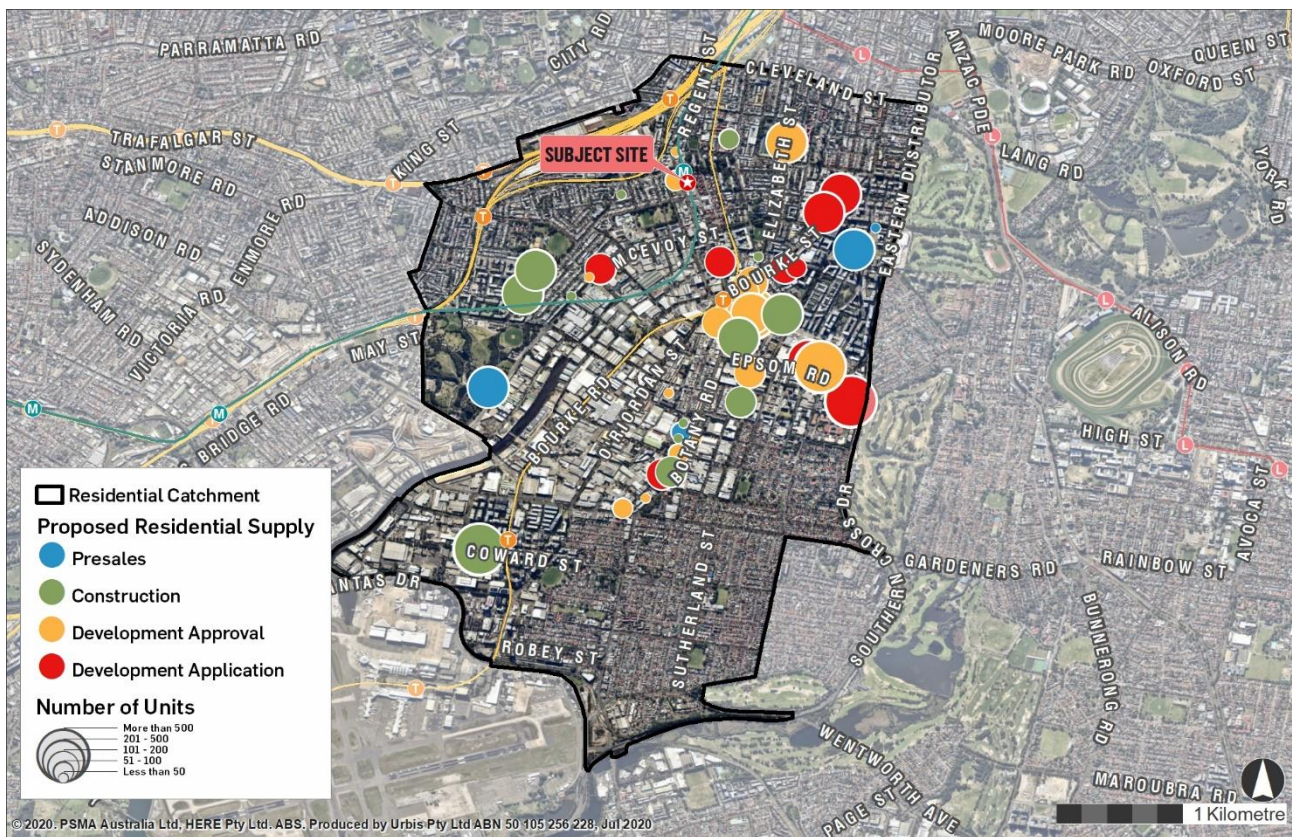 PARRAMATTA RD
CITY RD
REGENT ST
CLEVELAND ST
ANZAC PDE
MOORE PARK RD
QUEEN ST
OXFORD ST
TRAFALGAR ST
STANMORE RD
KING ST
SUBJECT SITE
ELIZABETH ST
EASTERN DISTRIBUTOR
LANG RD
YORK RD
ADDISON RD
ENMORE RD
SYDENHAM RD
VICTORIA RD
MCEVOY ST
BOURKE ST
MAY ST
ALISON RD
BRIDGE RD
EPSOM RD
BOURKE RD
O'RIORDAN ST
BOTANY RD
HIGH ST
AVOCA ST
COWARD ST
CROSS DR
SOUTHERN
GARDENERS RD
RAINBOW ST
BUNNERONG RD
ROBEY ST
SUTHERLAND ST
WENTWORTH AVE
PAGE ST
MAROUBRA RD
T
M
L
Residential Catchment
Proposed Residential Supply
Presales
Construction
Development Approval
Development Application
Number of Units
More than 500
201 - 500
101 - 200
51 - 100
Less than 50
1 Kilometre
© 2020. PSMA Australia Ltd, HERE Pty Ltd. ABS. Produced by Urbis Pty Ltd ABN 50 105 256 228, Jul 2020